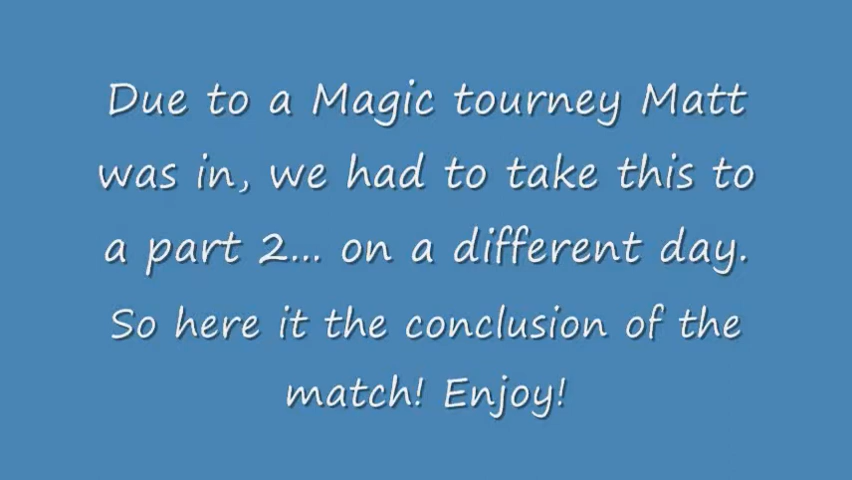 Due to a Magic tourney Matt
was in, we had to take this to
a part 2... on a different day.
So here it the conclusion of the
match! Enjoy!